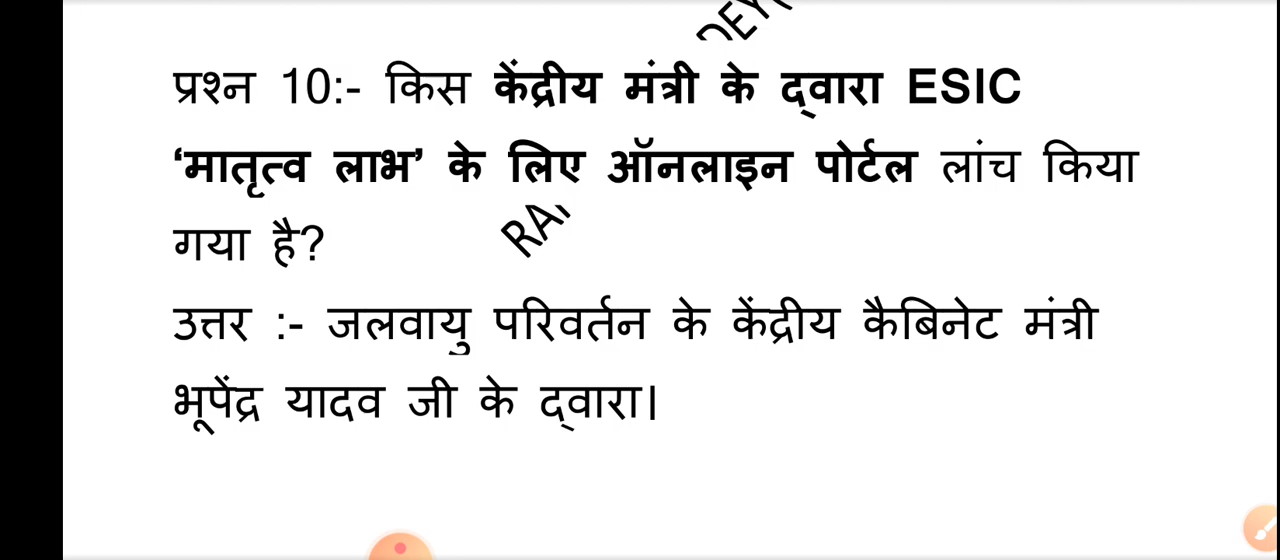 प्रश्न 10:- किस केंद्रीय मंत्री के द्वारा ESIC
‘मातृत्व लाभ’ के लिए ऑनलाइन पोर्टल लांच किया
गया है?
उत्तर :- जलवायु परिवर्तन के केंद्रीय कैबिनेट मंत्री
भूपेंद्र यादव जी के द्वारा।